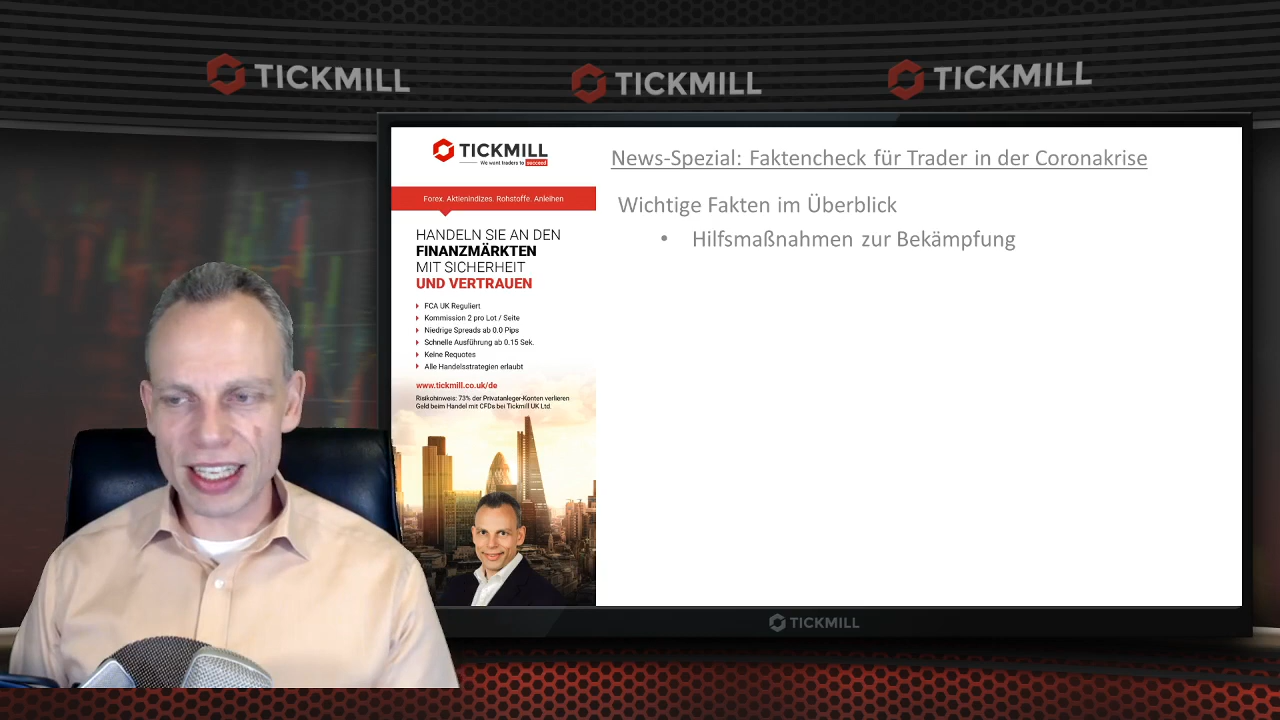 TICKMILL
TICKMILL
TICKMILL
TICKMILL
We want traders to succeed
Forex. Aktienindizes. Rohstoffe. Anleihen
HANDELN SIE AN DEN
FINANZMÄRKTEN
MIT SICHERHEIT
UND VERTRAUEN
FCA UK Reguliert
Kommission 2 pro Lot / Seite
Niedrige Spreads ab 0.0 Pips
Schnelle Ausführung ab 0.15 Sek.
Keine Requotes
Alle Handelsstrategien erlaubt
www.tickmill.co.uk/de
Risikohinweis: 73% der Privatanleger-Konten verlieren
Geld beim Handel mit CFDs bei Tickmill UK Ltd.
News-Spezial: Faktencheck für Trader in der Coronakrise
Wichtige Fakten im Überblick
• Hilfsmaßnahmen zur Bekämpfung
TICKMILL